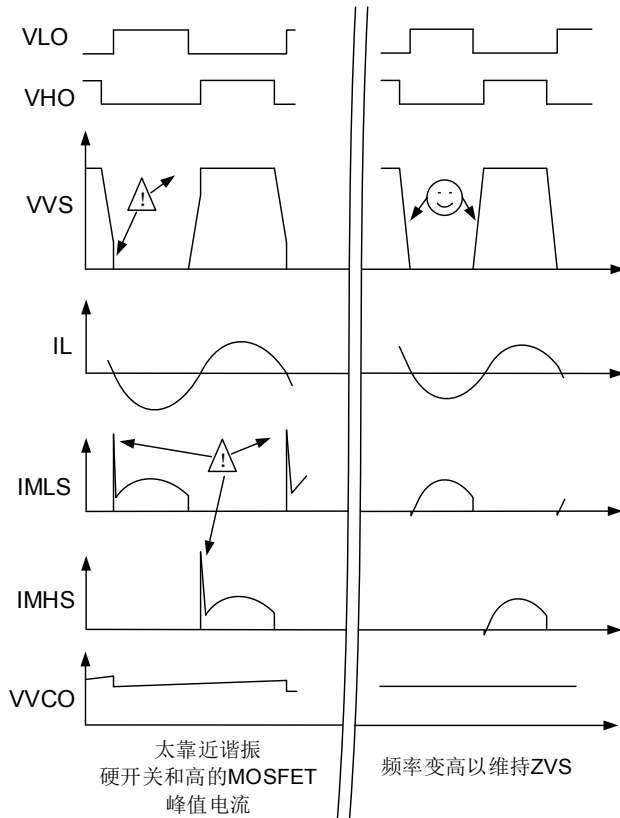 VLO
VHO
VVS
!
IL
IMLS
!
IMHS
VVCO
太靠近谐振
硬开关和高的MOSFET
峰值电流
频率变高以维持ZVS